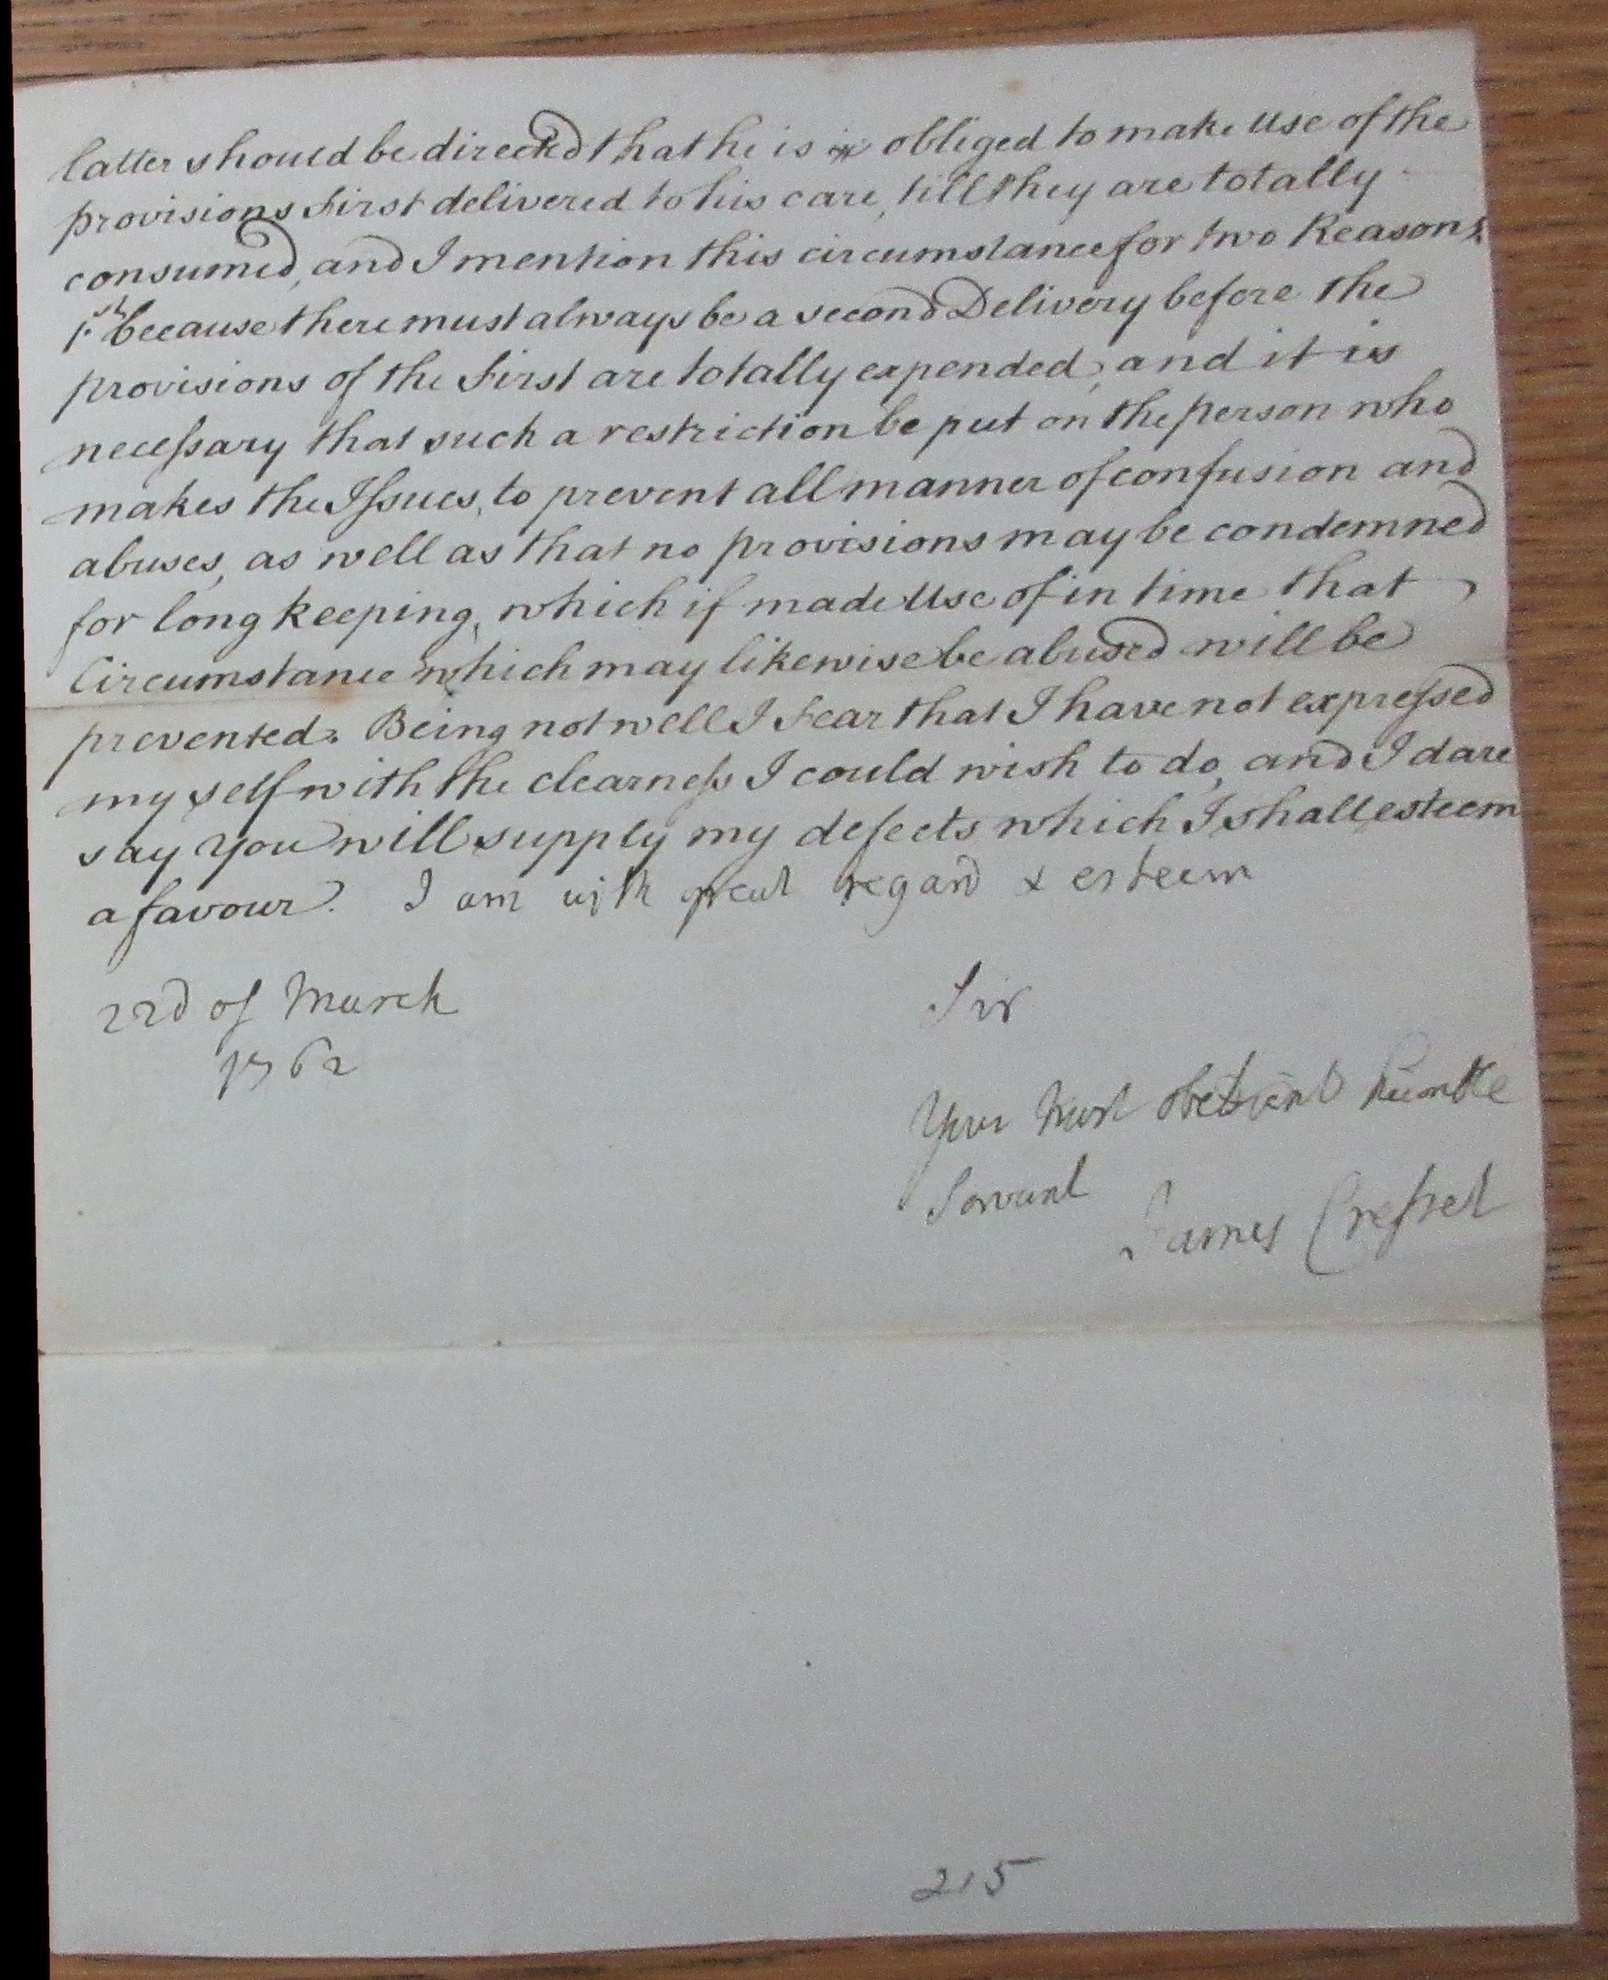 latter should be directed that he is obliged to make use of the
provisions first delivered to his care, till they are totally
consumed, and I mention this circumstance for two Reasons
1.st because there must always be a second Delivery before the
provisions of the first are totally expended, and it is
necessary that such a restriction be put on the person who
makes the Issues, to prevent all manner of confusion and
abuses, as well as that no provisions may be condemned
for long keeping, which if made use of in time that
Circumstance which may likewise be abused will be
prevented. Being not well I fear that I have not expressed
my self with the clearness I could wish to do, and I dare
say you will supply my defects which I shall esteem
a favour. I am with great regard & esteem
22d of March
1762
Sir
Your most obedient humble
Servant
James Cresset
215